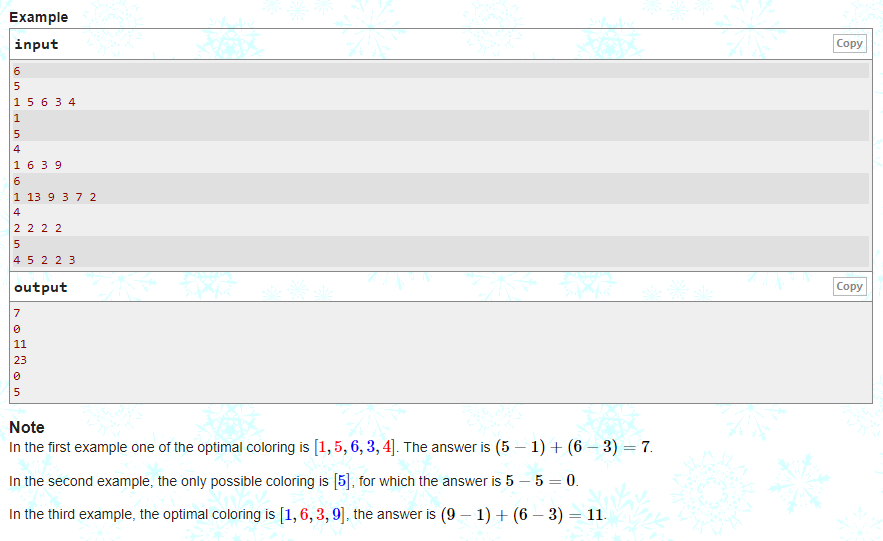 Example
input
Copy
6
5
1 5 6 3 4
1
5
4
1 6 3 9
6
1 13 9 3 7 2
4
2 2 2 2
5
4 5 2 2 3
output
Copy
7
0
11
23
0
5
Note
In the first example one of the optimal coloring is [1, 5, 6, 3, 4]. The answer is (5 − 1) + (6 − 3) = 7.
In the second example, the only possible coloring is [5], for which the answer is 5 − 5 = 0.
In the third example, the optimal coloring is [1, 6, 3, 9], the answer is (9 − 1) + (6 − 3) = 11.